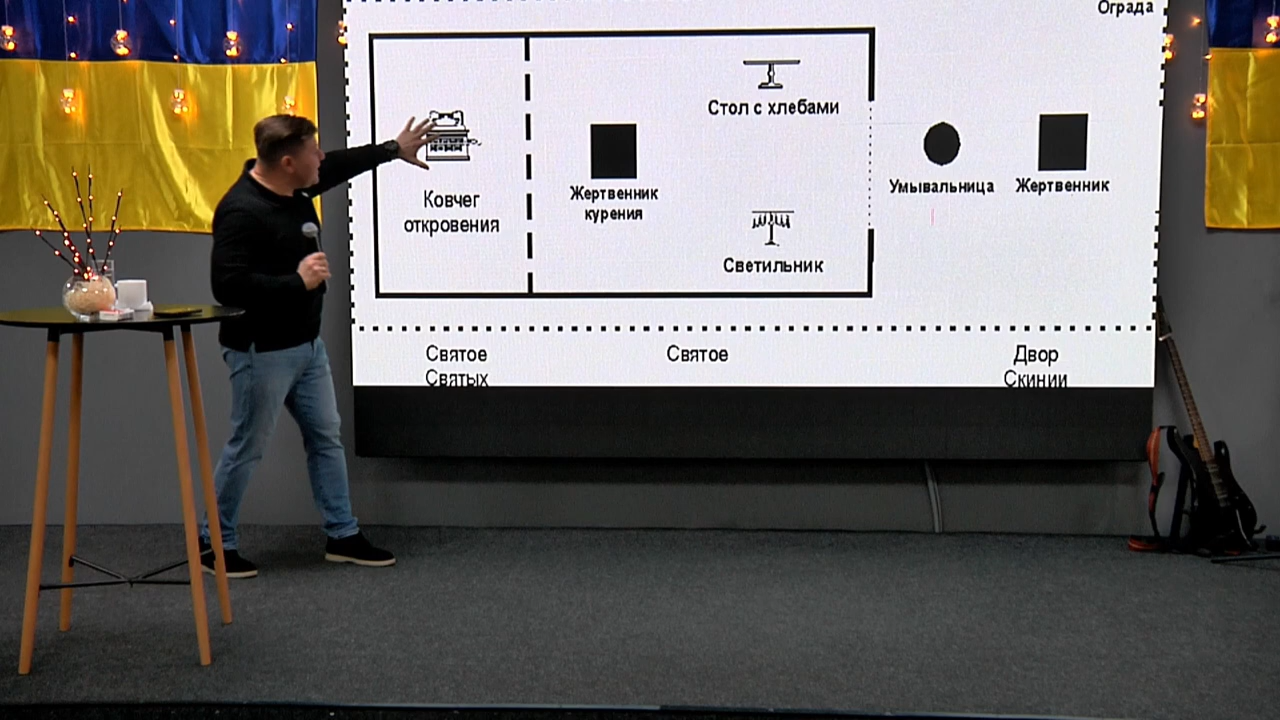 Ограда
Стол с хлебами
Ковчег
откровения
Жертвенник
курения
Умывальница
Жертвенник
Светильник
Святое
Святых
Святое
Двор
Скинии